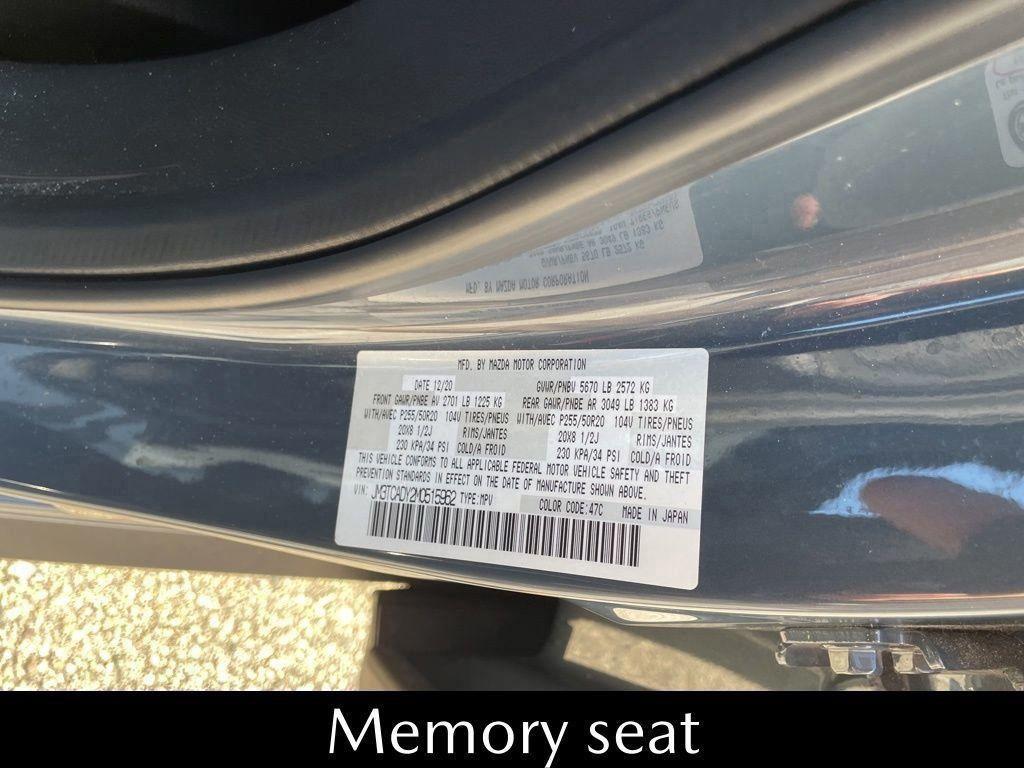 MFD. BY MAZDA MOTOR CORPORATION
DATE 12/20 GVWR/PNBV 5670 LB 2572 KG
FRONT GAWR/PNBE AV 2701 LB 1225 KG REAR GAWR/PNBE AR 3049 LB 1383 KG
WITH/AVEC P255/50R20 104V TIRES/PNEUS WITH/AVEC P255/50R20 104V TIRES/PNEUS
20X8 1/2J RIMS/JANTES 20X8 1/2J RIMS/JANTES
230 KPA/34 PSI COLD/A FROID 230 KPA/34 PSI COLD/A FROID
THIS VEHICLE CONFORMS TO ALL APPLICABLE FEDERAL MOTOR VEHICLE SAFETY AND THEFT
PREVENTION STANDARDS IN EFFECT ON THE DATE OF MANUFACTURE SHOWN ABOVE.
VIN: JM3TCADY2M0515962 TYPE:MPV COLOR CODE:47C MADE IN JAPAN
Memory seat